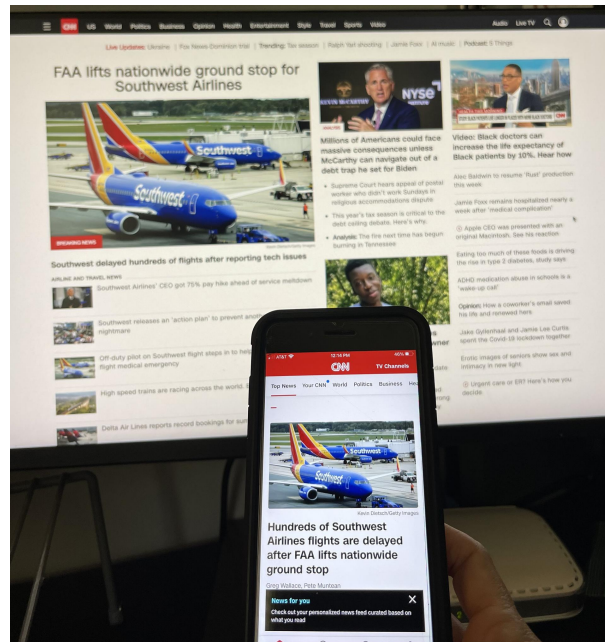 CNN US World Politics Business Opinion Health Entertainment Style Travel Sports Video Audio Live TV
Live Updates: Ukraine | Fox News-Dominion trial | Trending: Tax season | Ralph Yarl shooting | Jamie Foxx | AI music | Podcast: 5 Things
FAA lifts nationwide ground stop for
Southwest Airlines
Southwest
Southwest
BREAKING NEWS
Kevin Dietsch/Getty Images
Southwest delayed hundreds of flights after reporting tech issues
AIRLINE AND TRAVEL NEWS
Southwest Airlines' CEO got 75% pay hike ahead of service meltdown
Southwest releases an 'action plan' to prevent
nightmare
Off-duty pilot on Southwest flight steps in to help
flight medical emergency
High speed trains are racing across the world.
Delta Air Lines reports record bookings for
KEVIN MCCARTHY
NYSE
ANALYSIS
Millions of Americans could face
massive consequences unless
McCarthy can navigate out of a
debt trap he set for Biden
• Supreme Court hears appeal of postal
worker who didn't work Sundays in
religious accommodations dispute
• This year's tax season is critical to the
debt ceiling debate. Here's why.
• Analysis: The fire next time has begun
burning in Tennessee
CNN
Video: Black doctors can
increase the life expectancy of
Black patients by 10%. Hear how
Alec Baldwin to resume 'Rust' production
this week
Jamie Foxx remains hospitalized nearly a
week after 'medical complication'
Apple CEO was presented with an
original Macintosh. See his reaction
Eating too much of these foods is driving
the rise in type 2 diabetes, study says
ADHD medication abuse in schools is a
'wake-up call'
Opinion: How a coworker's small saved
his life and renewed hers
Jake Gyllenhaal and Jamie Lee Curtis
spent the Covid-19 lockdown together
Erotic images of seniors show sex and
intimacy in new light
Urgent care or ER? Here's how you
decide
AT&T 12:16 PM 46%
CNN TV Channels
Top News Your CNN World Politics Business
Southwest
Southwest
Kevin Dietsch/Getty Images
Hundreds of Southwest
Airlines flights are delayed
after FAA lifts nationwide
ground stop
Greg Wallace, Pete Muntean
News for you
Check out your personalized news feed curated based on
what you read